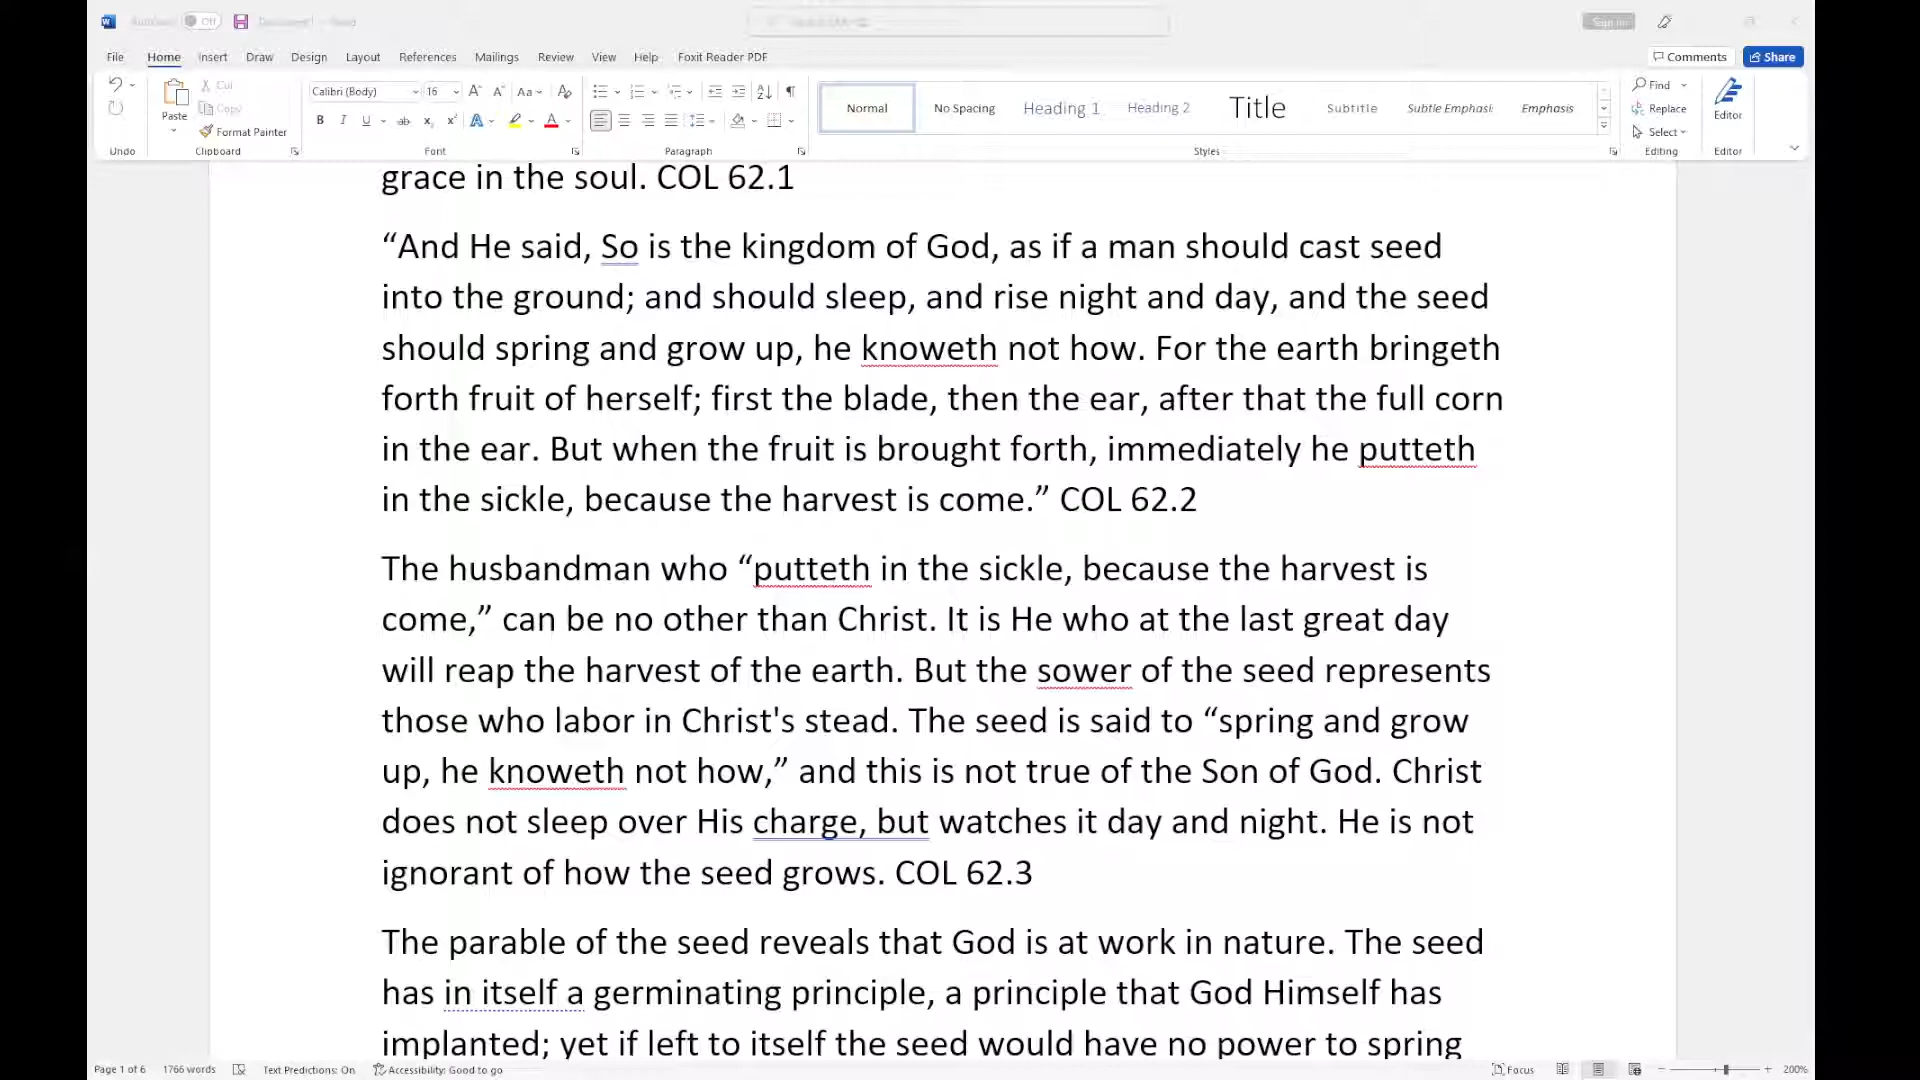 Off
Sign in
File Home Insert Draw Design Layout References Mailings Review View Help Foxit Reader PDF
Comments Share
Paste
Cut
Copy
Format Painter
Calibri (Body) 16
Normal No Spacing Heading 1 Heading 2 Title Subtitle Subtle Emphasis Emphasis
Find
Replace
Select
Editor
Undo Clipboard Font Paragraph Styles Editing Editor
grace in the soul. COL 62.1
“And He said, So is the kingdom of God, as if a man should cast seed
into the ground; and should sleep, and rise night and day, and the seed
should spring and grow up, he knoweth not how. For the earth bringeth
forth fruit of herself; first the blade, then the ear, after that the full corn
in the ear. But when the fruit is brought forth, immediately he putteth
in the sickle, because the harvest is come.” COL 62.2
The husbandman who “putteth in the sickle, because the harvest is
come,” can be no other than Christ. It is He who at the last great day
will reap the harvest of the earth. But the sower of the seed represents
those who labor in Christ's stead. The seed is said to “spring and grow
up, he knoweth not how,” and this is not true of the Son of God. Christ
does not sleep over His charge, but watches it day and night. He is not
ignorant of how the seed grows. COL 62.3
The parable of the seed reveals that God is at work in nature. The seed
has in itself a germinating principle, a principle that God Himself has
implanted; yet if left to itself the seed would have no power to spring
Page 1 of 6 1766 words Text Predictions: On Accessibility: Good to go Focus 200%